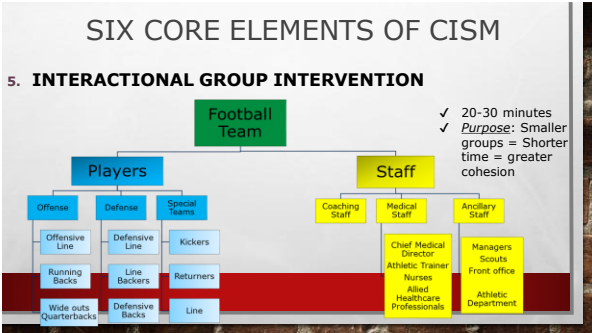 SIX CORE ELEMENTS OF CISM
5. INTERACTIONAL GROUP INTERVENTION
Football
Team
✓ 20-30 minutes
✓ Purpose: Smaller
groups = Shorter
time = greater
cohesion
Players
Staff
Offense
Defense
Special
Teams
Coaching
Staff
Medical
Staff
Ancillary
Staff
Offensive
Line
Defensive
Line
Kickers
Running
Backs
Line
Backers
Returners
Wide outs
Quarterbacks
Defensive
Backs
Line
Chief Medical
Director
Athletic Trainer
Nurses
Allied
Healthcare
Professionals
Managers
Scouts
Front office
Athletic
Department